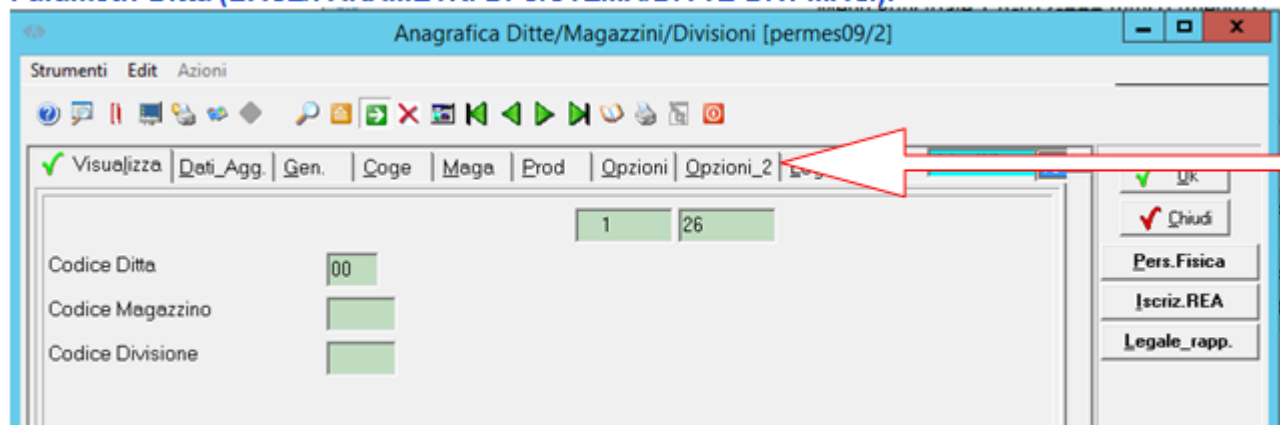 Anagrafica Ditte/Magazzini/Divisioni [permes09/2]
Strumenti Edit Azioni
Visualizza Dati_Agg. Gen. Coge Maga Prod Opzioni Opzioni_2
Ok
1 26
Chiudi
Codice Ditta 00
Pers.Fisica
Codice Magazzino
Iscriz.REA
Codice Divisione
Legale_rapp.